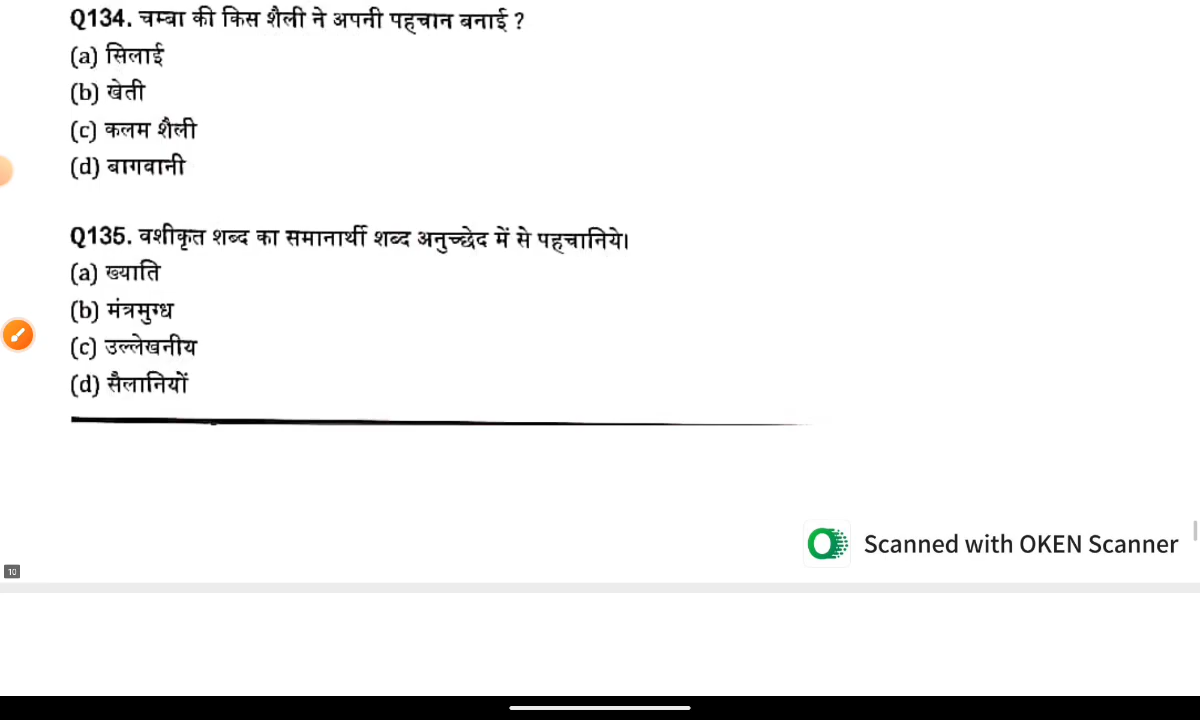 Q134. चम्बा की किस शैली ने अपनी पहचान बनाई ?
(a) सिलाई
(b) खेती
(c) कलम शैली
(d) बागवानी
Q135. वशीकृत शब्द का समानार्थी शब्द अनुच्छेद में से पहचानिये।
(a) ख्याति
(b) मंत्रमुग्ध
(c) उल्लेखनीय
(d) सैलानियों
Scanned with OKEN Scanner
10